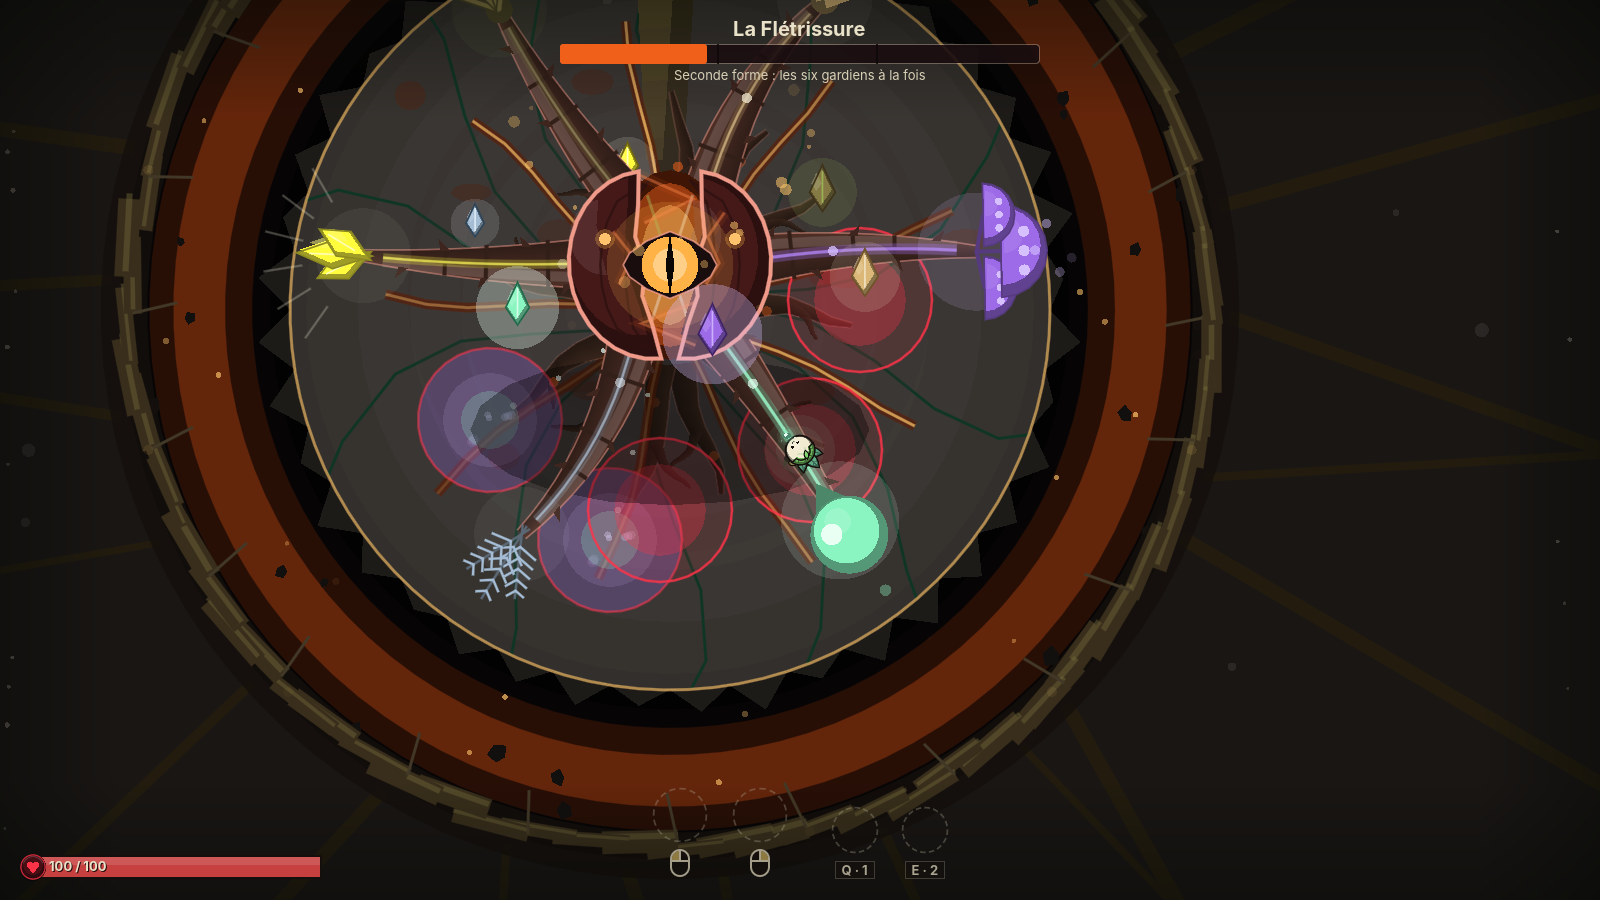 La Flétrissure
Seconde forme : les six gardiens à la fois
100 / 100
Q · 1
E · 2